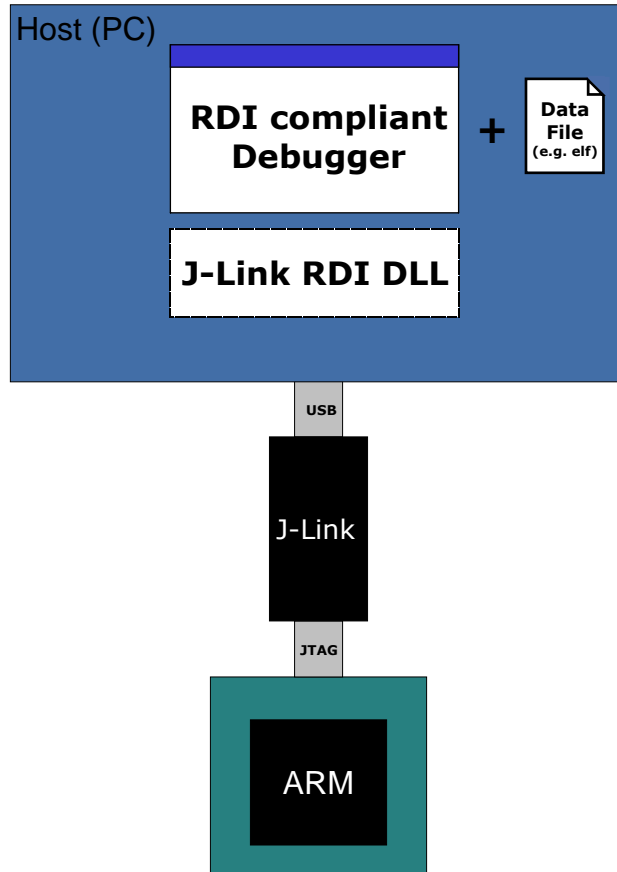 Host (PC)
RDI compliant
Debugger
+
Data
File
(e.g. elf)
J-Link RDI DLL
USB
J-Link
JTAG
ARM